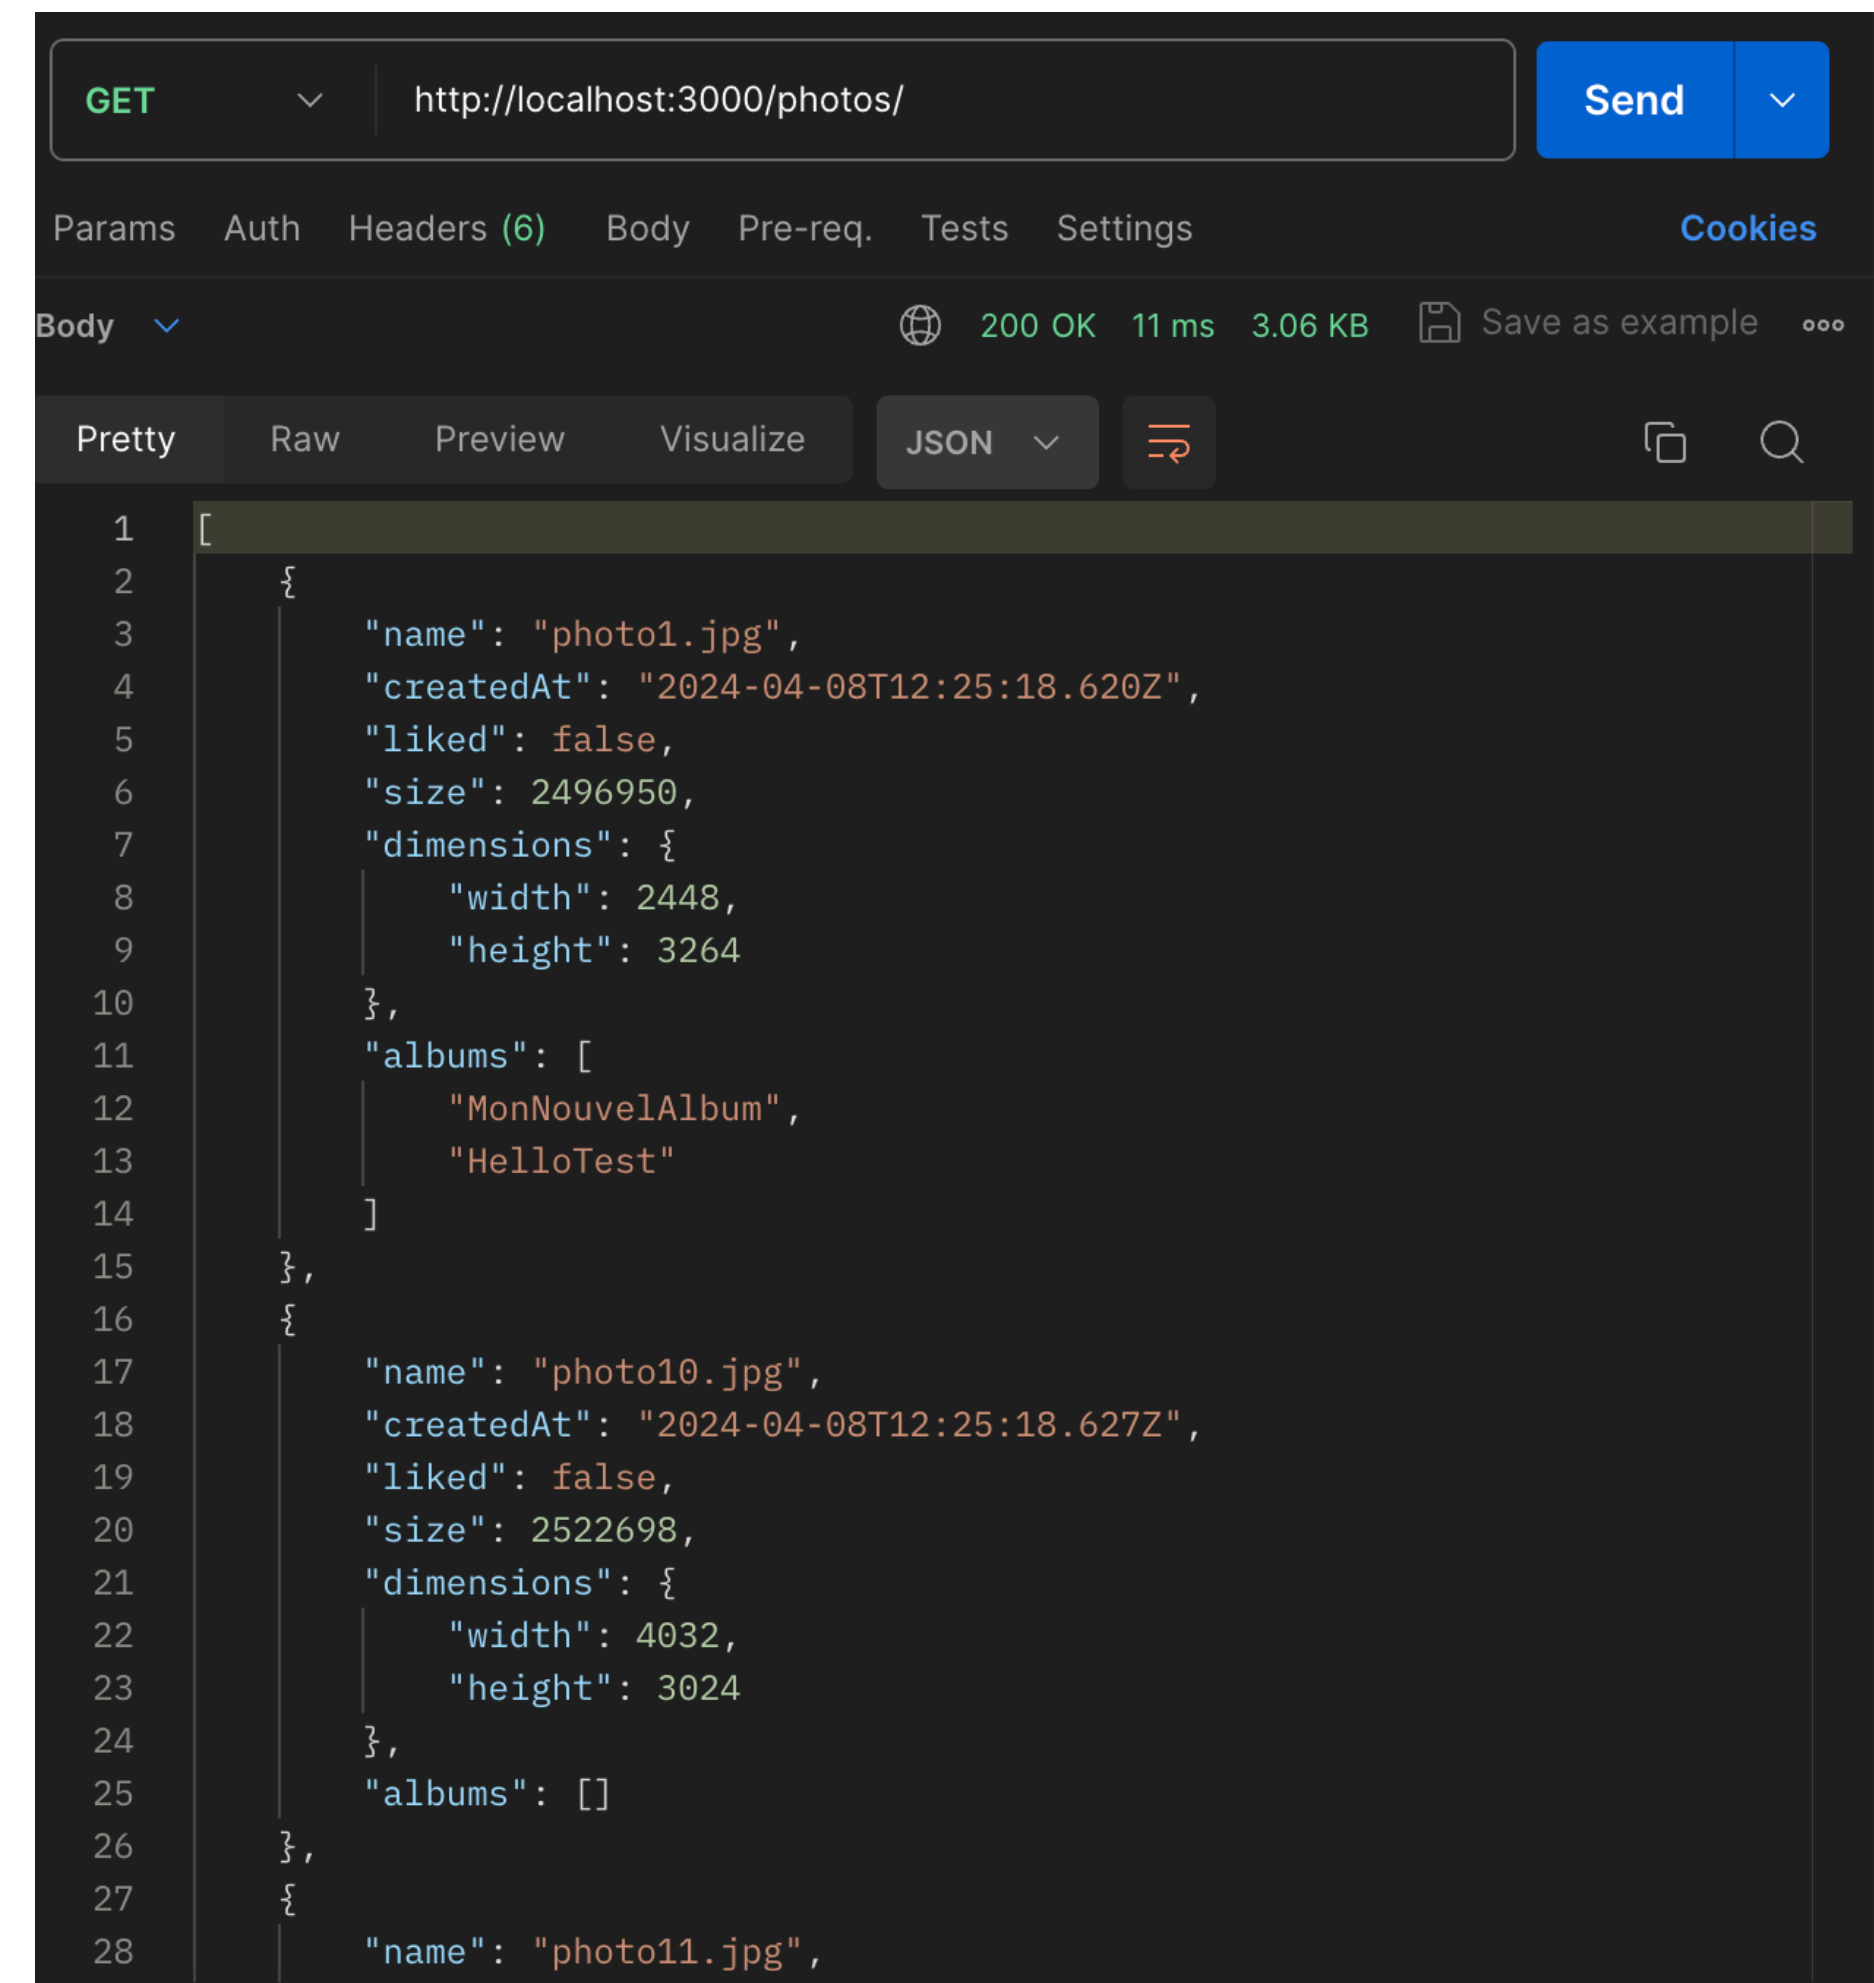 GET http://localhost:3000/photos/ Send
Params Auth Headers (6) Body Pre-req. Tests Settings Cookies
Body 200 OK 11 ms 3.06 KB Save as example
Pretty Raw Preview Visualize JSON
1 [
2 {
3 "name": "photo1.jpg",
4 "createdAt": "2024-04-08T12:25:18.620Z",
5 "liked": false,
6 "size": 2496950,
7 "dimensions": {
8 "width": 2448,
9 "height": 3264
10 },
11 "albums": [
12 "MonNouvelAlbum",
13 "HelloTest"
14 ]
15 },
16 {
17 "name": "photo10.jpg",
18 "createdAt": "2024-04-08T12:25:18.627Z",
19 "liked": false,
20 "size": 2522698,
21 "dimensions": {
22 "width": 4032,
23 "height": 3024
24 },
25 "albums": []
26 },
27 {
28 "name": "photo11.jpg",